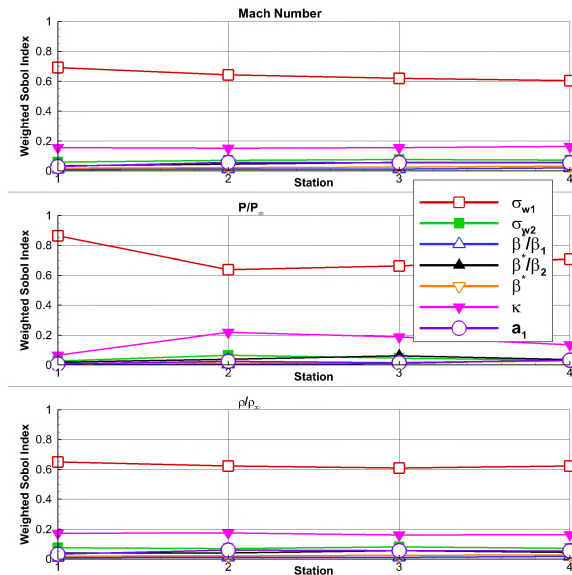 Mach Number
Weighted Sobol Index
1
0.8
0.6
0.4
0.2
0
1 2 3 4
Station
P/P∞
Weighted Sobol Index
1
0.8
0.6
0.4
0.2
0
1 2 3 4
Station
σw1
σw2
β*/β1
β*/β2
β*
κ
a1
ρ/ρ∞
Weighted Sobol Index
1
0.8
0.6
0.4
0.2
0
1 2 3 4
Station